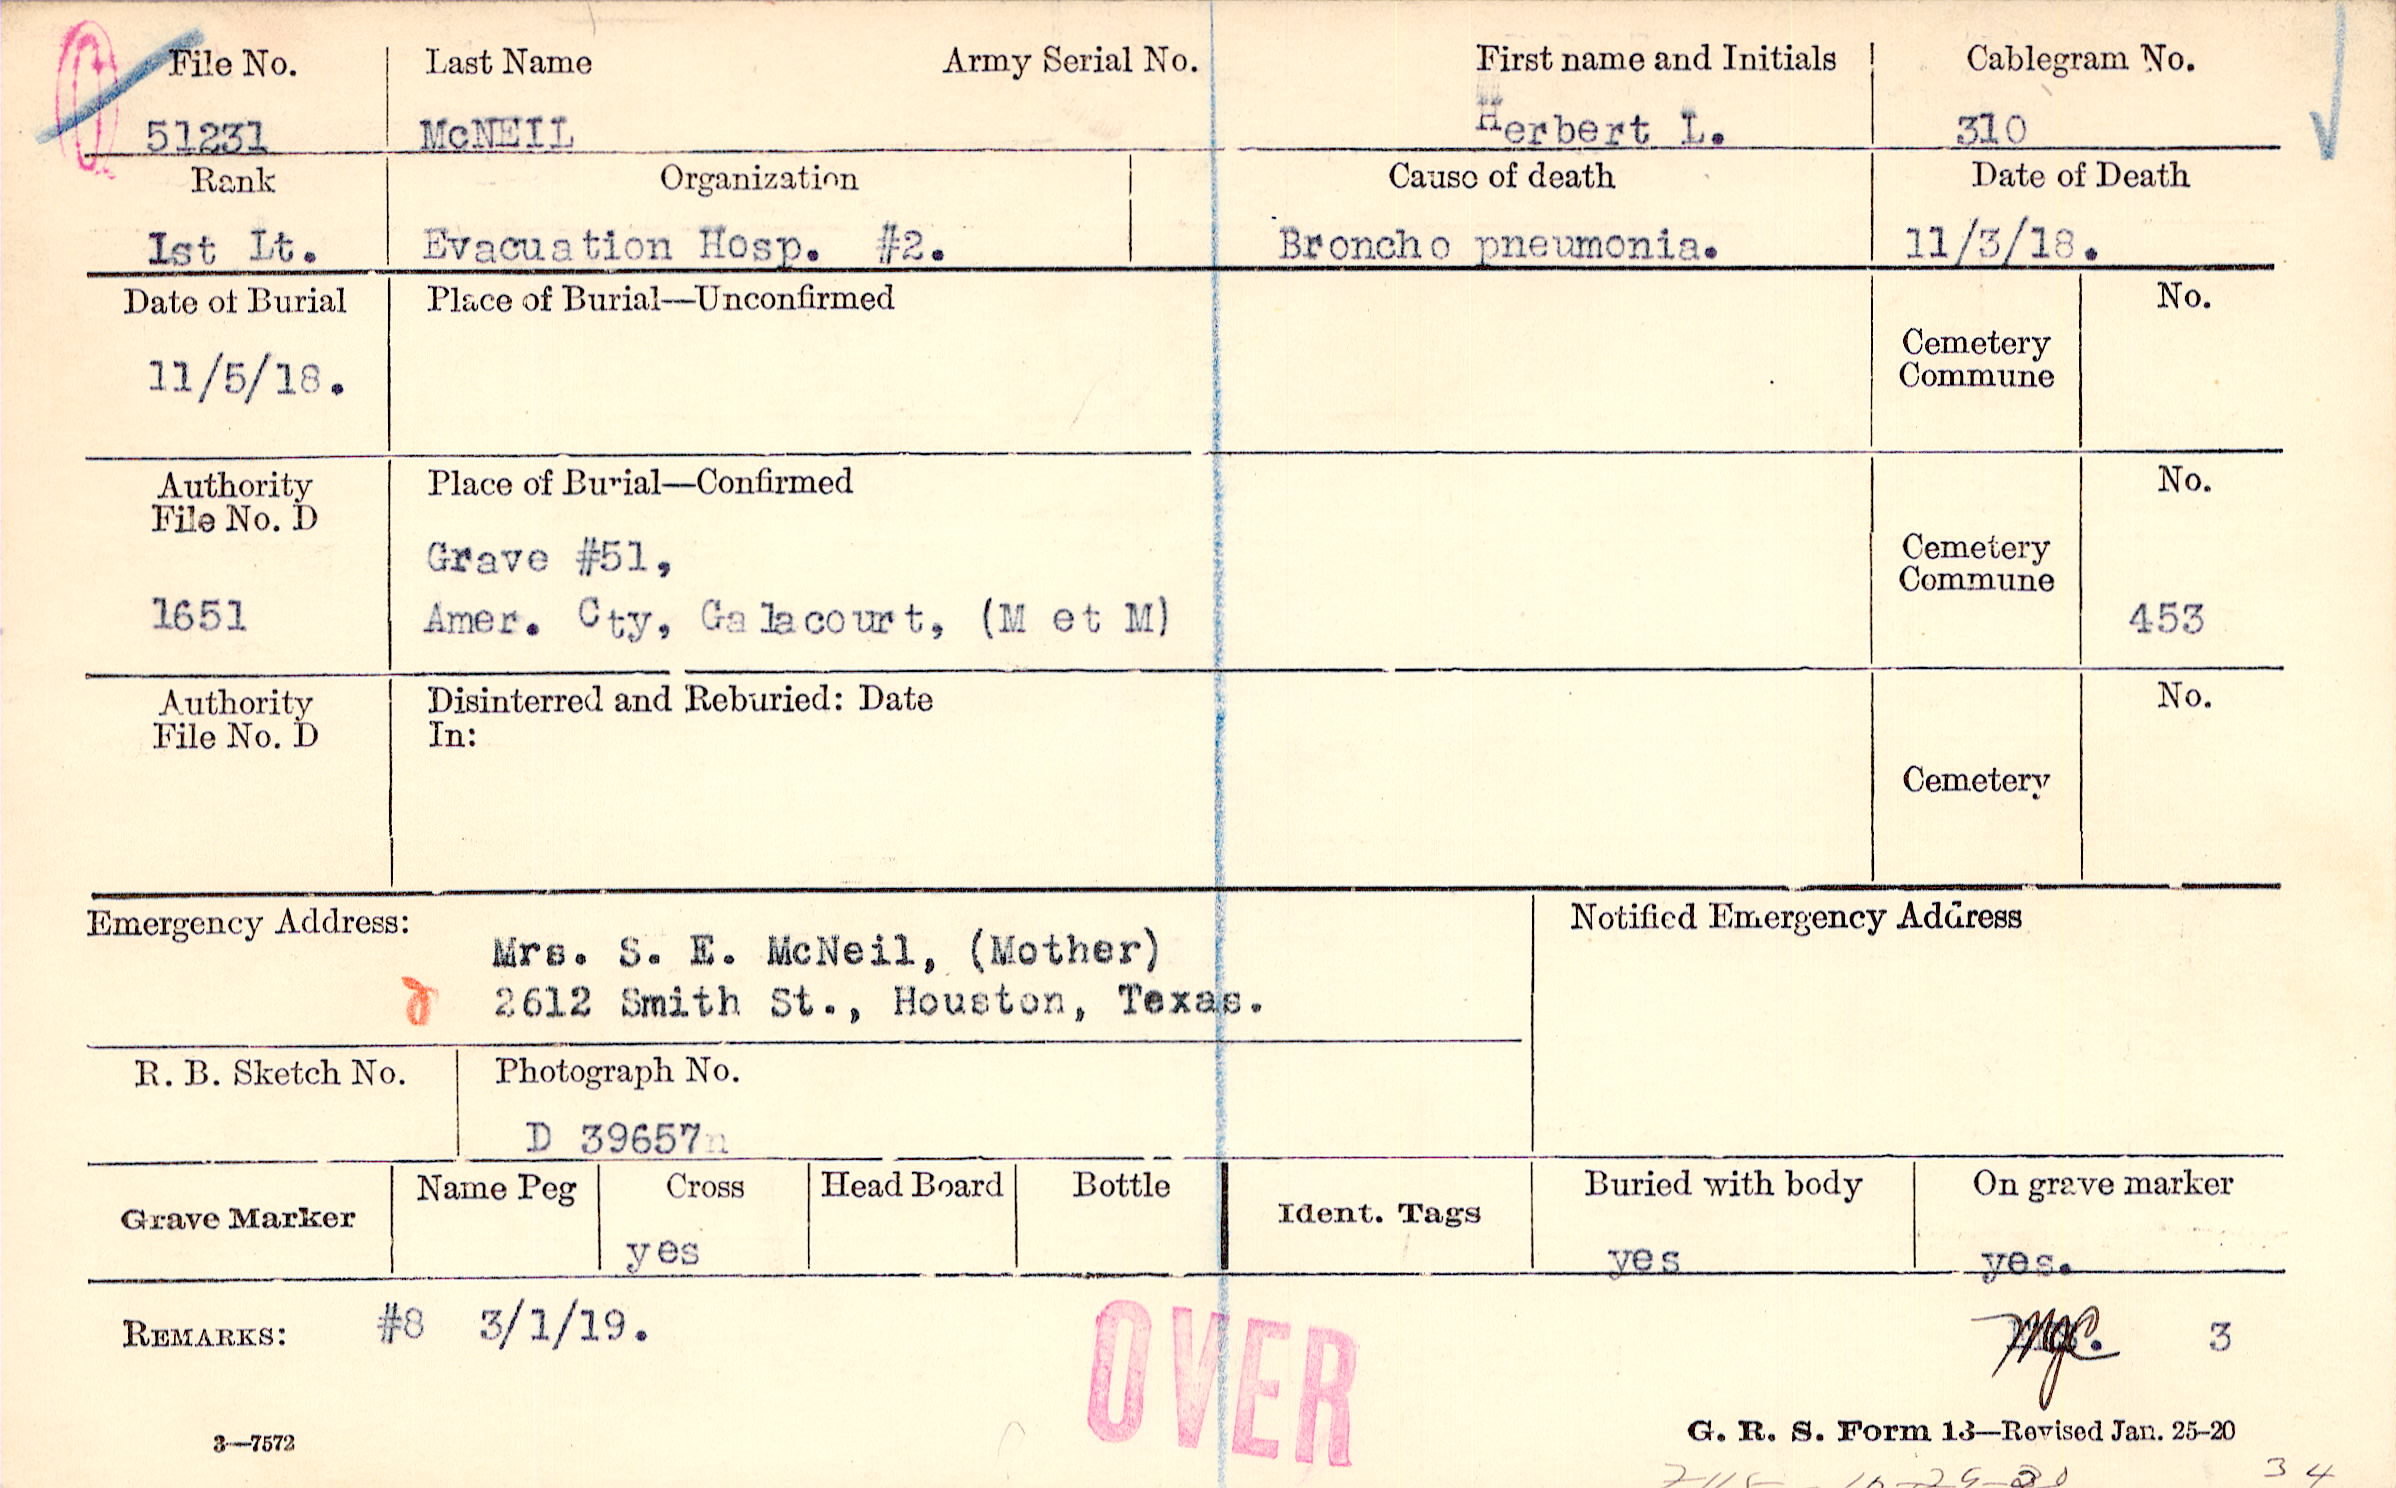 File No. Last Name Army Serial No. First name and Initials Cablegram No.
51231 McNEIL Herbert L. 310
Rank Organization Cause of death Date of Death
1st Lt. Evacuation Hosp. #2. Broncho pneumonia. 11/3/18.
Date of Burial Place of Burial—Unconfirmed No.
Cemetery
Commune
11/5/18.
Authority Place of Burial—Confirmed No.
File No. D
Grave #51, Cemetery
Commune
1651 Amer. Cty, Galacourt, (M et M) 453
Authority Disinterred and Reburied: Date No.
File No. D In:
Cemetery
Emergency Address: Notified Emergency Address
Mrs. S. E. McNeil, (Mother)
2612 Smith St., Houston, Texas.
R. B. Sketch No. Photograph No.
D 39657n
Grave Marker Name Peg Cross Head Board Bottle Ident. Tags Buried with body On grave marker
yes yes yes.
REMARKS: #8 3/1/19. 3
OVER
3—7572 G. R. S. Form 13—Revised Jan. 25-20
34